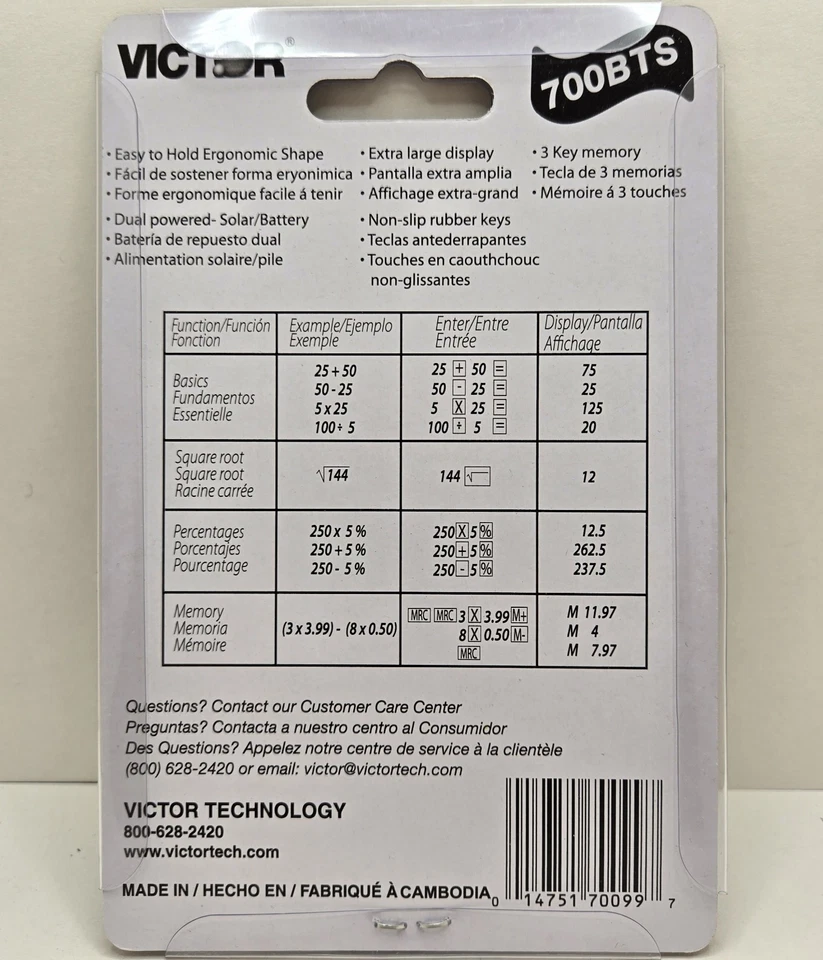 VICTOR®
700BTS
• Easy to Hold Ergonomic Shape
• Fácil de sostener forma eryonimica
• Forme ergonomique facile á tenir
• Extra large display
• Pantalla extra amplia
• Affichage extra-grand
• 3 Key memory
• Tecla de 3 memorias
• Mémoire á 3 touches
• Dual powered- Solar/Battery
• Batería de repuesto dual
• Alimentation solaire/pile
• Non-slip rubber keys
• Teclas antederrapantes
• Touches en caouthchouc
non-glissantes
Function/Función Example/Ejemplo Enter/Entre Display/Pantalla
Fonction Exemple Entrée Affichage
Basics
Fundamentos
Essentielle
25 + 50 25 + 50 = 75
50 - 25 50 - 25 = 25
5 x 25 5 X 25 = 125
100 ÷ 5 100 ÷ 5 = 20
Square root
Square root
Racine carrée
√144 144 √ 12
Percentages 250 x 5 % 250 X 5 % 12.5
Porcentajes 250 + 5 % 250 + 5 % 262.5
Pourcentage 250 - 5 % 250 - 5 % 237.5
Memory
Memoria
Mémoire
(3 x 3.99) - (8 x 0.50)
MRC MRC 3 X 3.99 M+ M 11.97
8 X 0.50 M- M 4
MRC M 7.97
Questions? Contact our Customer Care Center
Preguntas? Contacta a nuestro centro al Consumidor
Des Questions? Appelez notre centre de service à la clientèle
(800) 628-2420 or email: victor@victortech.com
VICTOR TECHNOLOGY
800-628-2420
www.victortech.com
MADE IN / HECHO EN / FABRIQUÉ À CAMBODIA
0 14751 70099 7